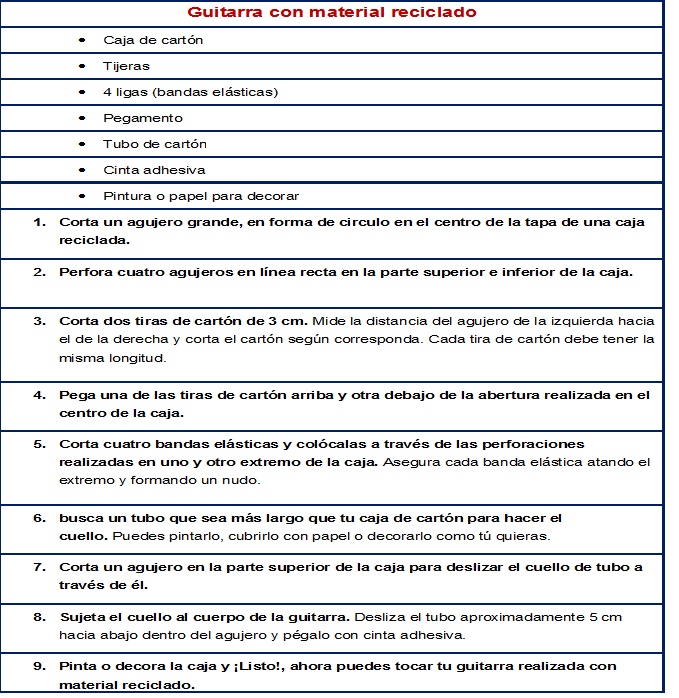 Guitarra con material reciclado
• Caja de cartón
• Tijeras
• 4 ligas (bandas elásticas)
• Pegamento
• Tubo de cartón
• Cinta adhesiva
• Pintura o papel para decorar
1. Corta un agujero grande, en forma de circulo en el centro de la tapa de una caja
reciclada.
2. Perfora cuatro agujeros en línea recta en la parte superior e inferior de la caja.
3. Corta dos tiras de cartón de 3 cm. Mide la distancia del agujero de la izquierda hacia
el de la derecha y corta el cartón según corresponda. Cada tira de cartón debe tener la
misma longitud.
4. Pega una de las tiras de cartón arriba y otra debajo de la abertura realizada en el
centro de la caja.
5. Corta cuatro bandas elásticas y colócalas a través de las perforaciones
realizadas en uno y otro extremo de la caja. Asegura cada banda elástica atando el
extremo y formando un nudo.
6. busca un tubo que sea más largo que tu caja de cartón para hacer el
cuello. Puedes pintarlo, cubrirlo con papel o decorarlo como tú quieras.
7. Corta un agujero en la parte superior de la caja para deslizar el cuello de tubo a
través de él.
8. Sujeta el cuello al cuerpo de la guitarra. Desliza el tubo aproximadamente 5 cm
hacia abajo dentro del agujero y pégalo con cinta adhesiva.
9. Pinta o decora la caja y ¡Listo!, ahora puedes tocar tu guitarra realizada con
material reciclado.